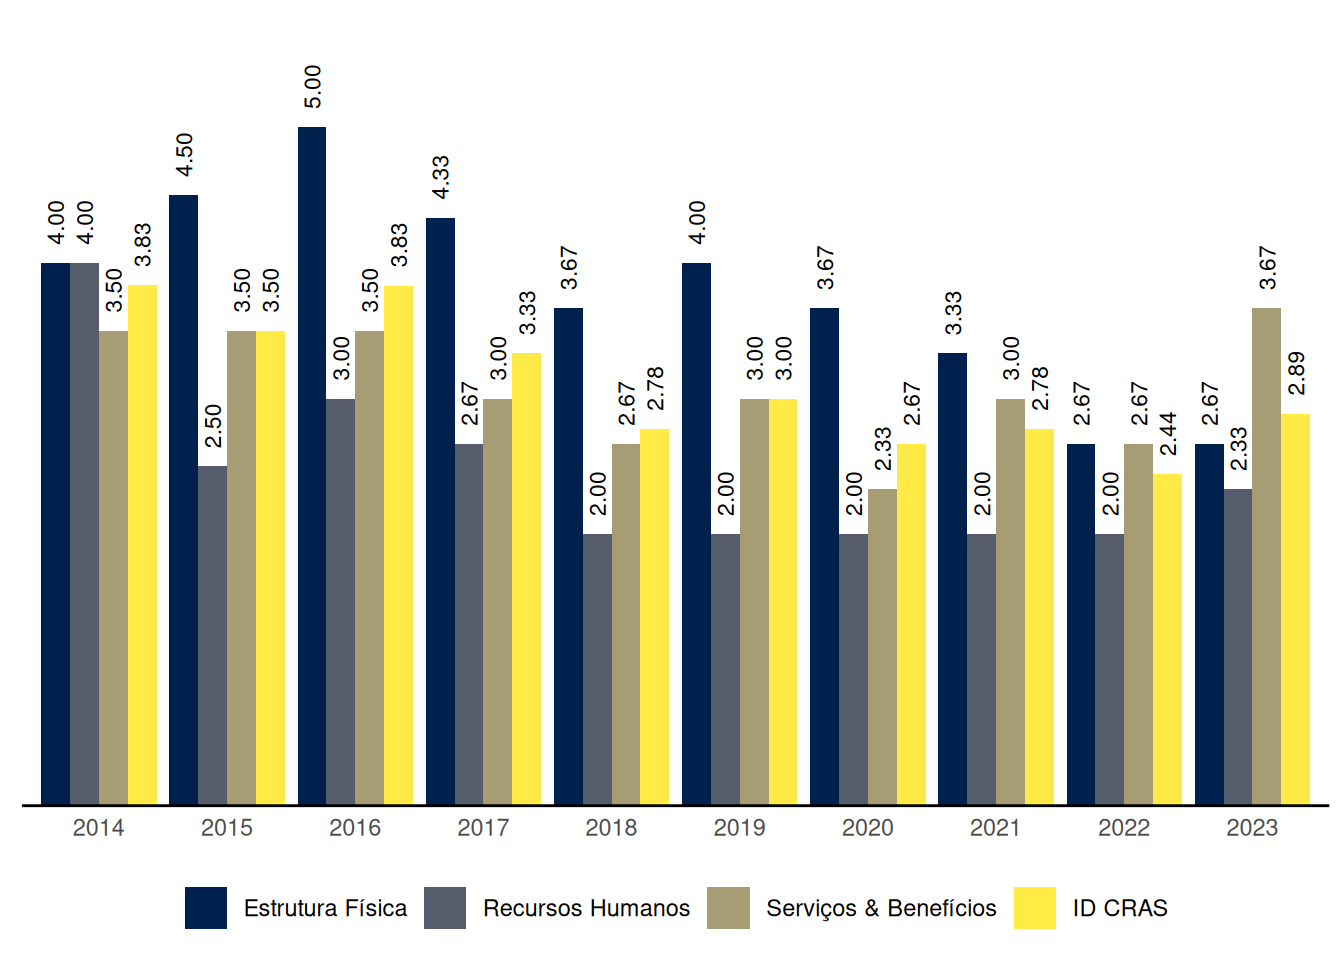 4.00 4.00 3.50 3.83
4.50 2.50 3.50 3.50
5.00 3.00 3.50 3.83
4.33 2.67 3.00 3.33
3.67 2.00 2.67 2.78
4.00 2.00 3.00 3.00
3.67 2.00 2.33 2.67
3.33 2.00 3.00 2.78
2.67 2.00 2.67 2.44
2.67 2.33 3.67 2.89
2014 2015 2016 2017 2018 2019 2020 2021 2022 2023
Estrutura Física Recursos Humanos Serviços & Benefícios ID CRAS